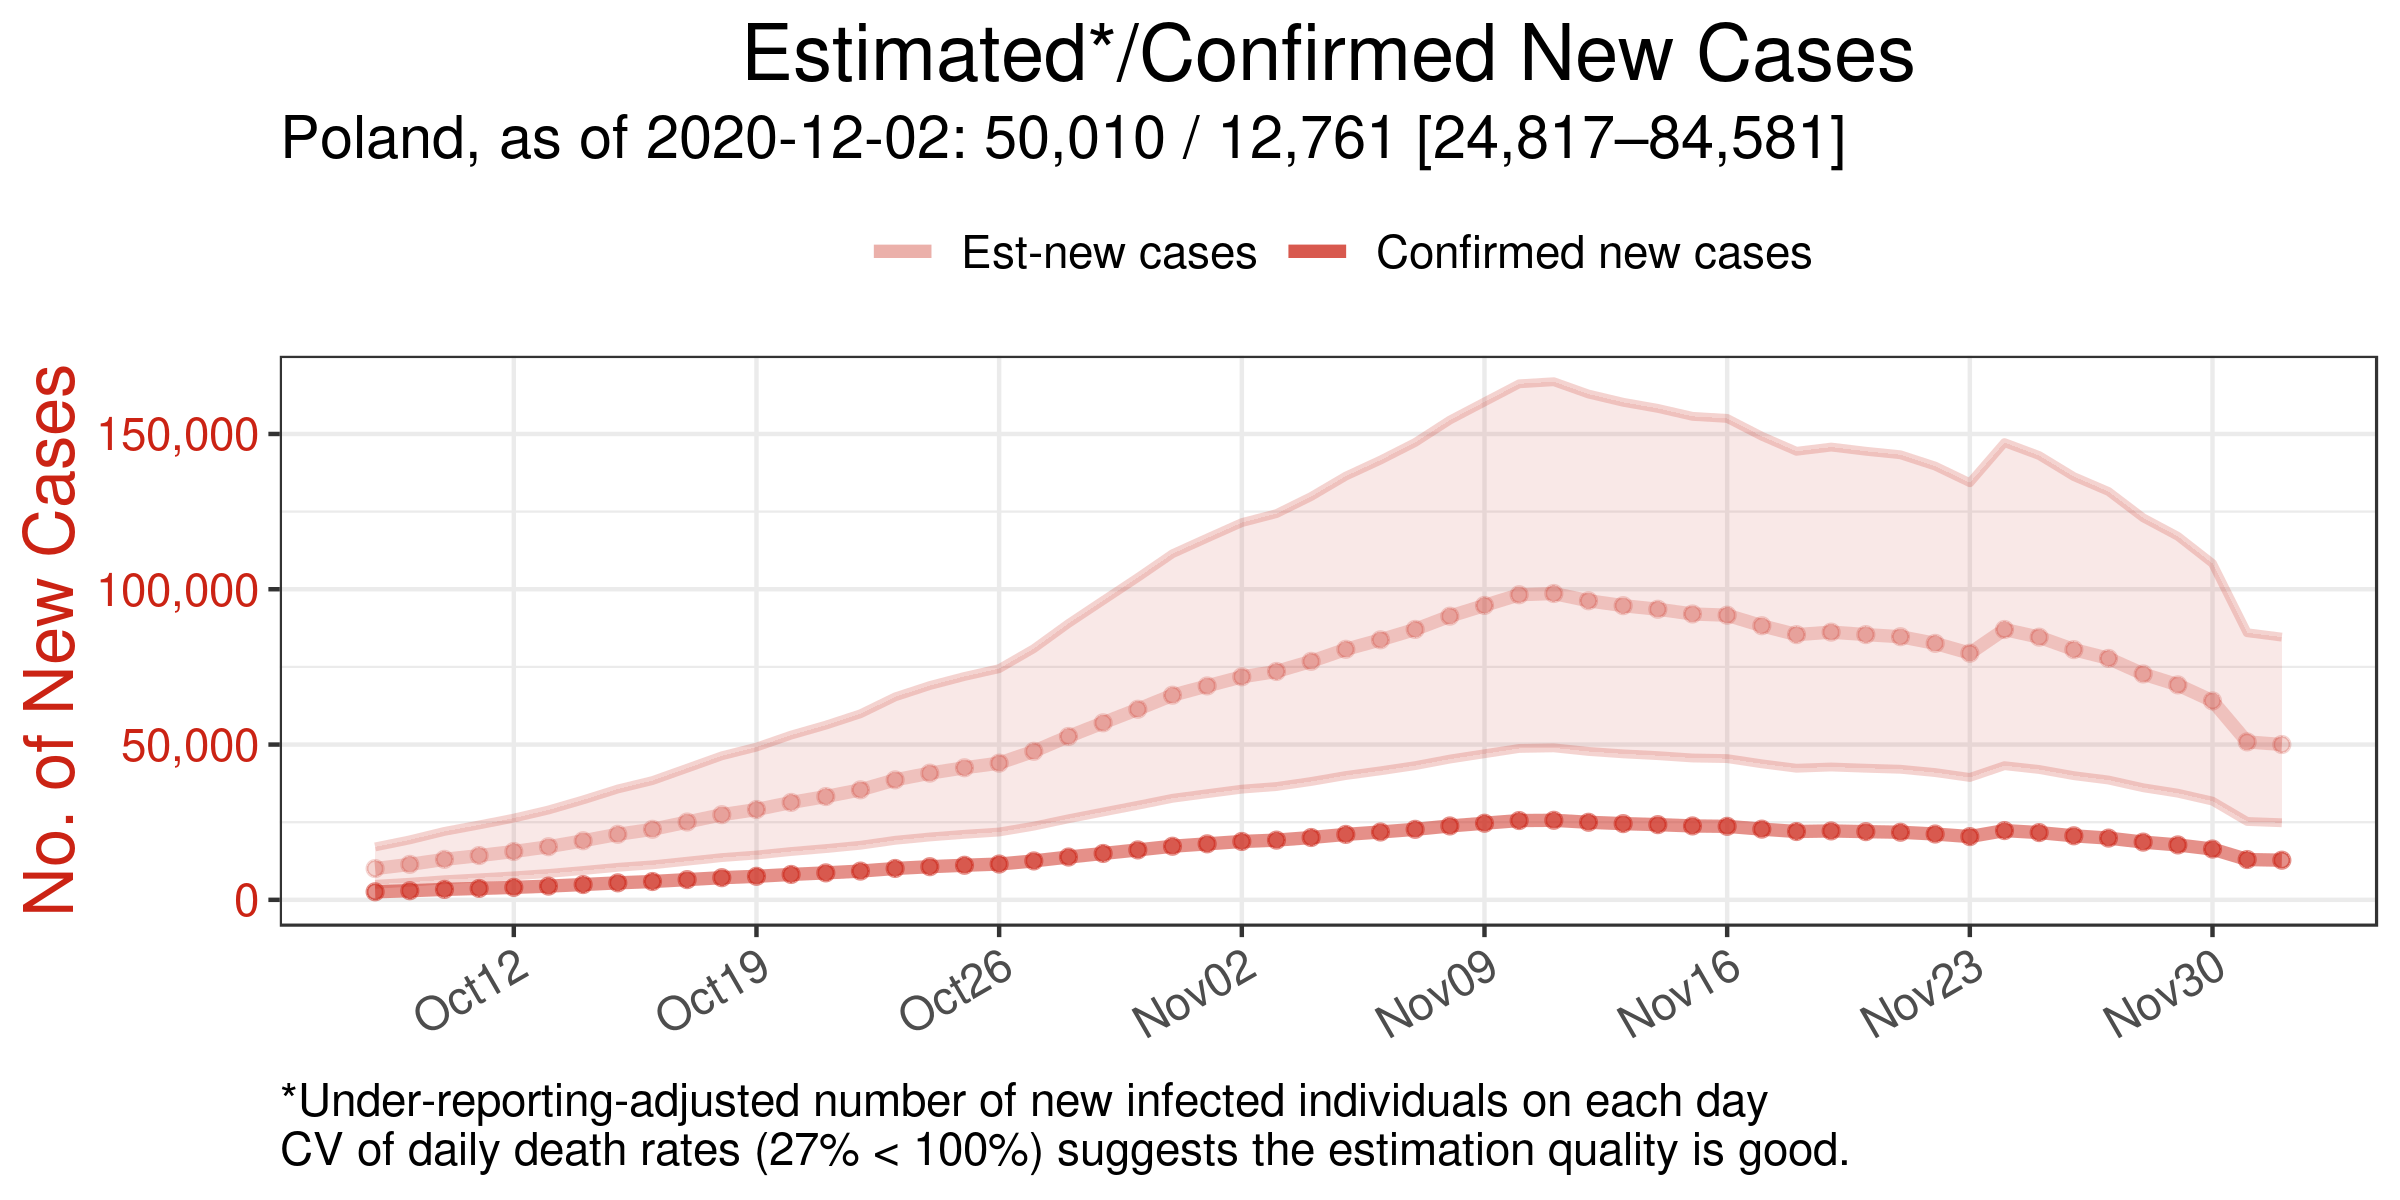 Estimated*/Confirmed New Cases
Poland, as of 2020-12-02: 50,010 / 12,761 [24,817–84,581]
Est-new cases
Confirmed new cases
No. of New Cases
150,000
100,000
50,000
0
Oct12
Oct19
Oct26
Nov02
Nov09
Nov16
Nov23
Nov30
*Under-reporting-adjusted number of new infected individuals on each day
CV of daily death rates (27% < 100%) suggests the estimation quality is good.